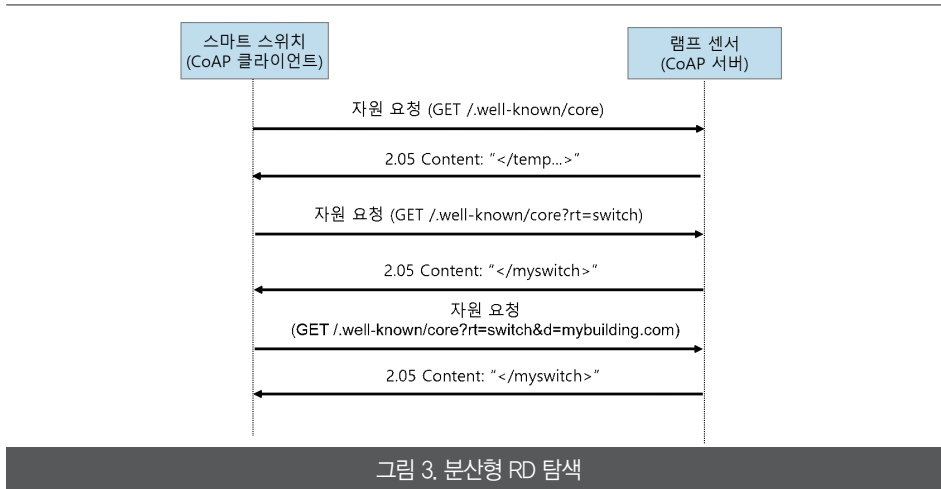 스마트 스위치
(CoAP 클라이언트)
램프 센서
(CoAP 서버)
자원 요청 (GET /.well-known/core)
2.05 Content: “</temp...>”
자원 요청 (GET /.well-known/core?rt=switch)
2.05 Content: “</myswitch>”
자원 요청
(GET /.well-known/core?rt=switch&d=mybuilding.com)
2.05 Content: “</myswitch>”
그림 3. 분산형 RD 탐색